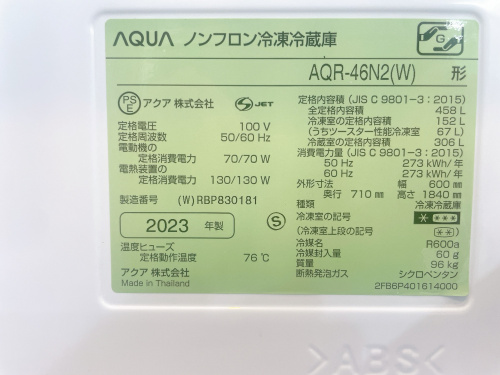 AQUA ノンフロン冷凍冷蔵庫
G
AQR-46N2(W) 形
PS E アクア 株式会社 S JET
定格電圧 100 V
定格周波数 50/60 Hz
電動機の
定格消費電力 70/70 W
電熱装置の
定格消費電力 130/130 W
製造番号 (W)RBP830181
2023 年製
S
温度ヒューズ
定格動作温度 76℃
アクア 株式会社
Made in Thailand
定格内容積 (JIS C 9801-3:2015)
全定格内容積 458 L
冷凍室の定格内容積 152 L
(うちツースター性能冷凍室 67 L)
冷蔵室の定格内容積 306 L
消費電力量(JIS C 9801-3:2015)
50 Hz 273 kWh/年
60 Hz 273 kWh/年
外形寸法 幅 600 mm
奥行 710 mm 高さ 1840 mm
種類 冷凍冷蔵庫
冷凍室の記号 * ***
(冷凍室上段の記号) (**)
冷媒名 R600a
冷媒封入量 60 g
質量 96 kg
断熱発泡ガス シクロペンタン
2FB6P401614000
>ABS<